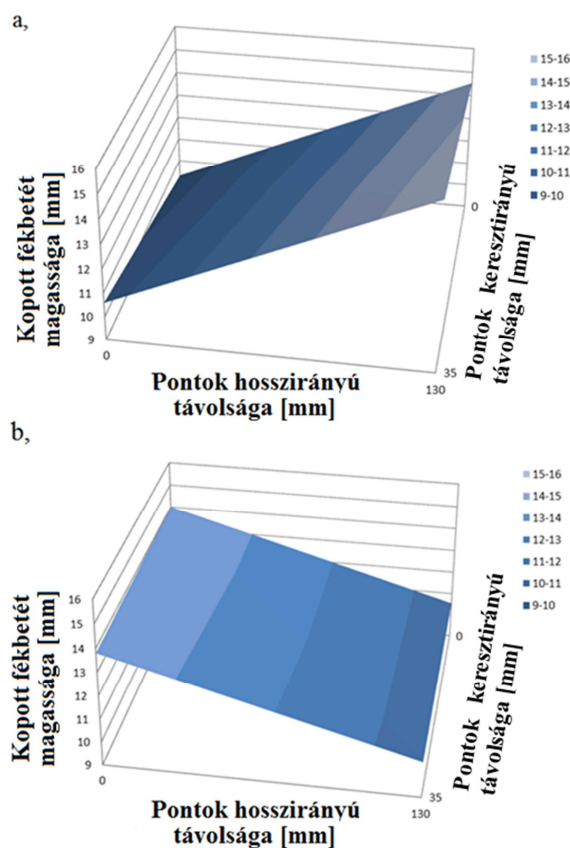 a,
15-16
14-15
13-14
12-13
11-12
10-11
9-10
Kopott fékbetét
magassága [mm]
16
15
14
13
12
11
10
9
0
Pontok hosszirányú
távolsága [mm]
130
35
0
Pontok keresztirányú
távolsága [mm]
b,
15-16
14-15
13-14
12-13
11-12
10-11
9-10
Kopott fékbetét
magassága [mm]
16
15
14
13
12
11
10
9
0
Pontok hosszirányú
távolsága [mm]
130
35
0
Pontok keresztirányú
távolsága [mm]